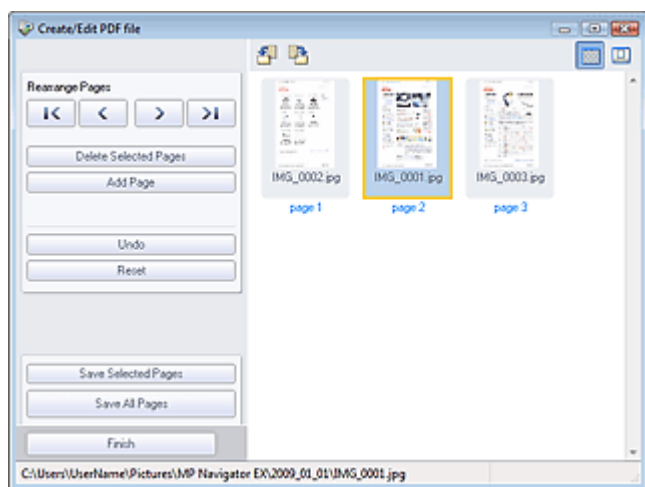 Create/Edit PDF file
Rearrange Pages
Delete Selected Pages
Add Page
Undo
Reset
Save Selected Pages
Save All Pages
Finish
IMG_0002.jpg
IMG_0001.jpg
IMG_0003.jpg
page 1
page 2
page 3
C:\Users\UserName\Pictures\MP Navigator EX\2009_01_01\IMG_0001.jpg